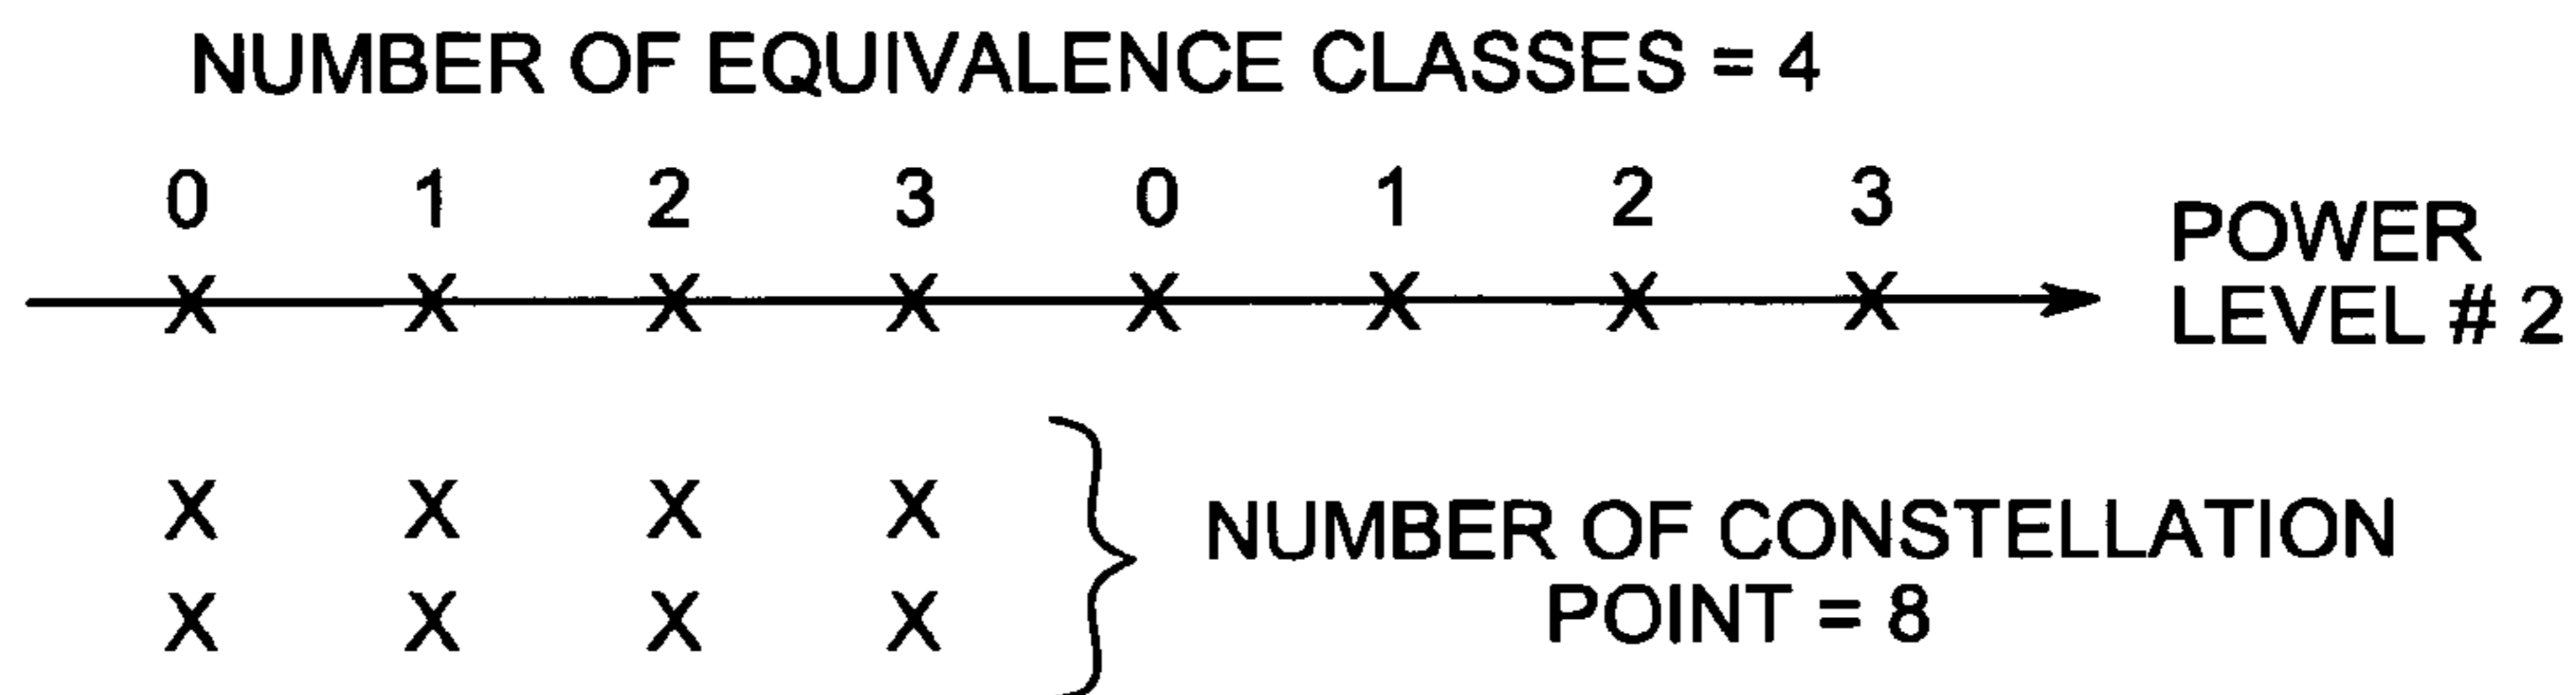 NUMBER OF EQUIVALENCE CLASSES = 4
0 1 2 3 0 1 2 3
X X X X X X X X
POWER
LEVEL # 2
X X X X
X X X X
NUMBER OF CONSTELLATION
POINT = 8